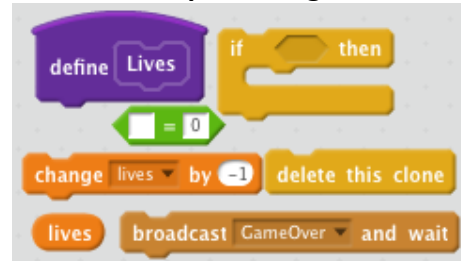 define Lives
if then
= 0
change lives by -1
delete this clone
lives
broadcast GameOver and wait